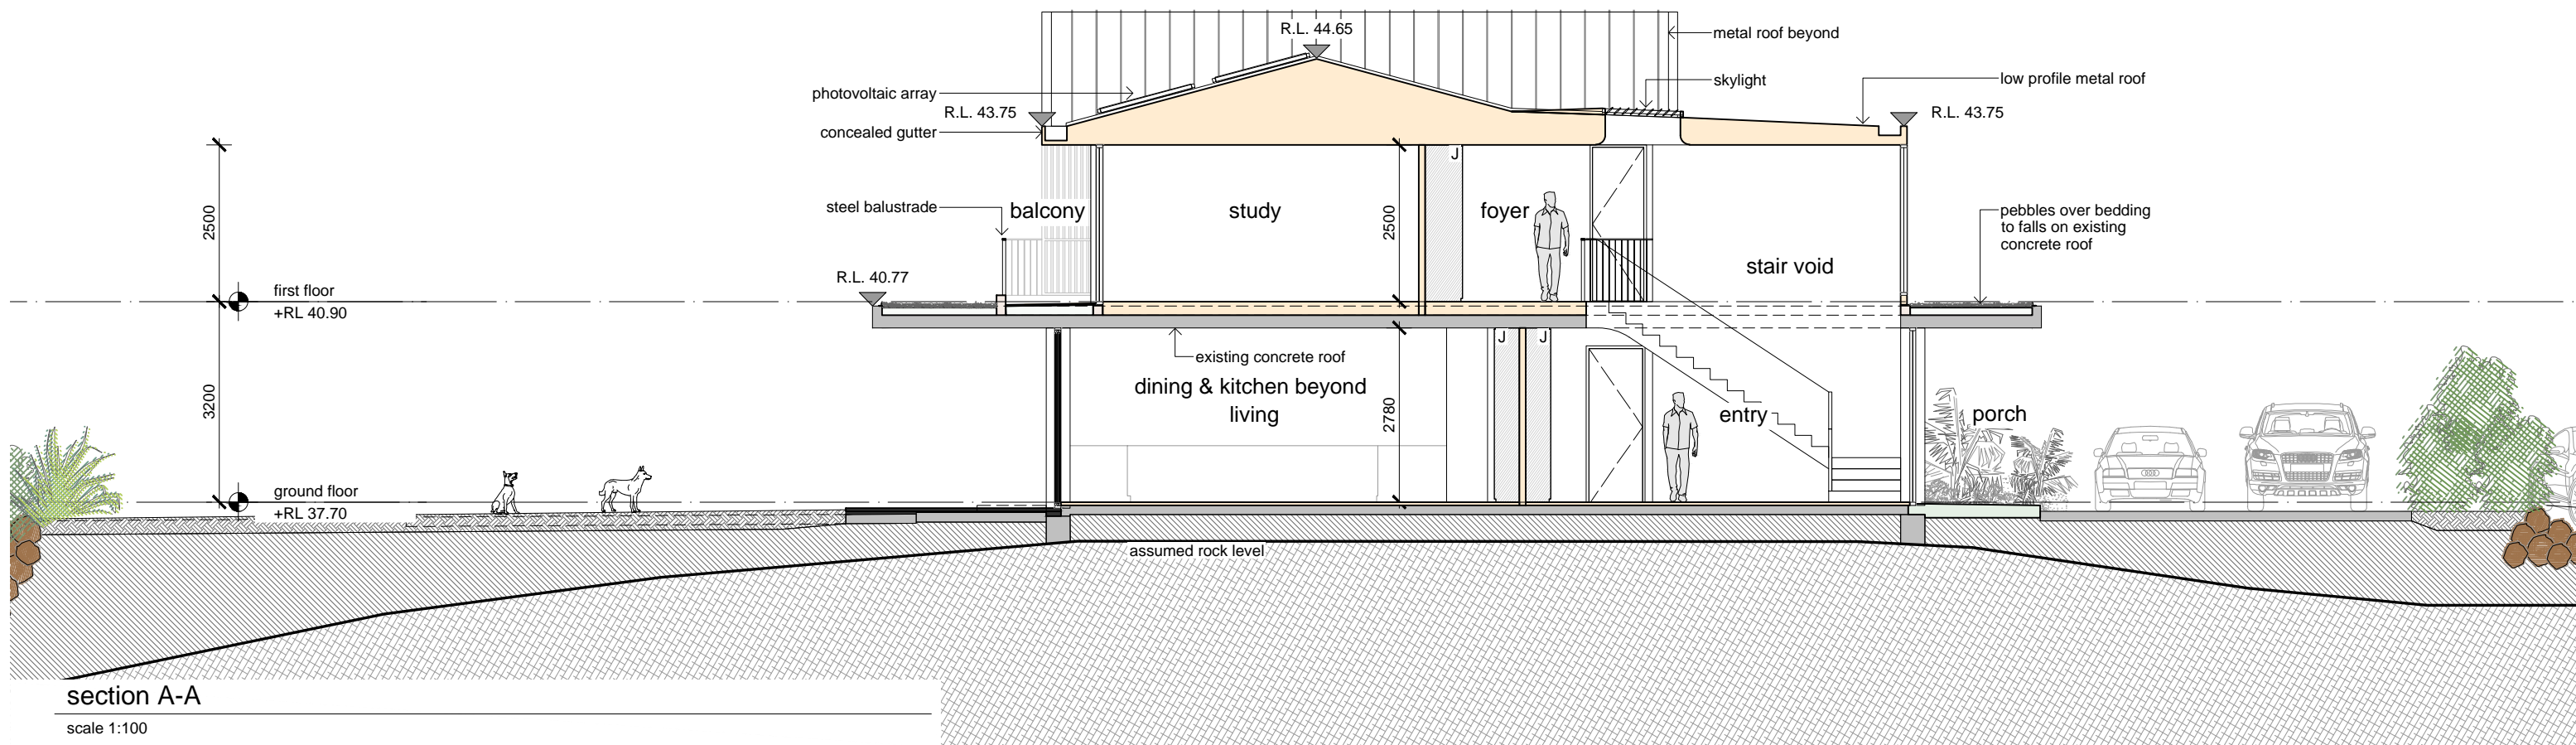 R.L. 44.65
metal roof beyond
skylight
low profile metal roof
photovoltaic array
R.L. 43.75
R.L. 43.75
concealed gutter
J
2500
steel balustrade
balcony
study
2500
foyer
pebbles over bedding
to falls on existing
concrete roof
stair void
R.L. 40.77
first floor
+RL 40.90
existing concrete roof
J
J
dining & kitchen beyond
living
3200
2780
entry
porch
ground floor
+RL 37.70
assumed rock level
section A-A
scale 1:100